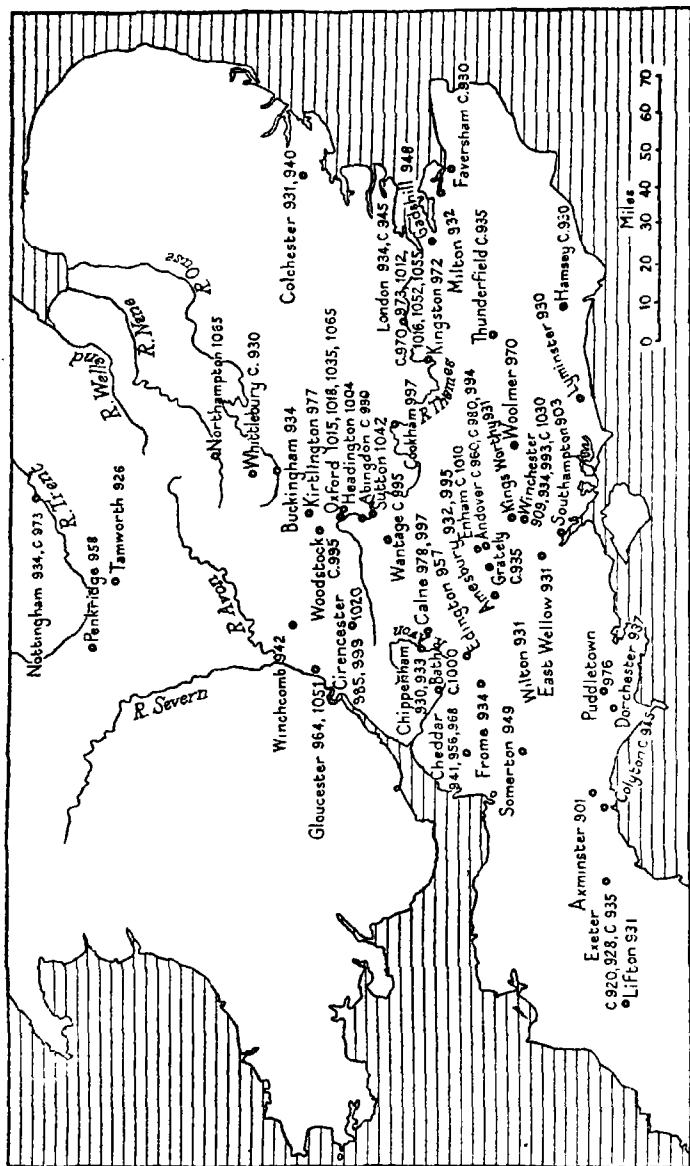 Nottingham 934, C 973
R. Trent
Penkridge 958
Tamworth 926
R. Welland
R. Nene
R. Ouse
R. Severn
R. Avon
Northampton 1065
Whittlebury C. 930
Buckingham 934
Winchcomb 942
Gloucester 964, 1051
Kirtlington 977
Woodstock
C. 995
Oxford 1015, 1018, 1035, 1065
Headington 1004
Abingdon C 990
Sutton 1042
Cirencester
985, 999
1020
Colchester 931, 940
London 934, C 945
C.970 973, 1012,
1016, 1052, 1055
Gadshill 948
Faversham C. 930
Milton 932
Kingston 972
R Thames
Cookham 997
Wantage C 995
Chippenham
930, 933
Avon
Calne 978, 997
Bath
C.1000
Edington 957
Amesbury 932, 995
Enham C 1010
Andover C 960, C 980, 994
Grately
C.935
Kings Worthy 931
Woolmer 970
Thunderfield C. 935
Hamsey C. 930
Lyminster 930
Winchester
909, 934, 993, C 1030
Southampton 903
Cheddar
941, 956, 968
Frome 934
Wilton 931
East Wellow 931
Somerton 949
Puddletown
976
Dorchester 937
Colyton C 945
Axminster 901
Exeter
C 920, 928, C 935
Lifton 931
0 10 20 30 40 50 60 70
Miles